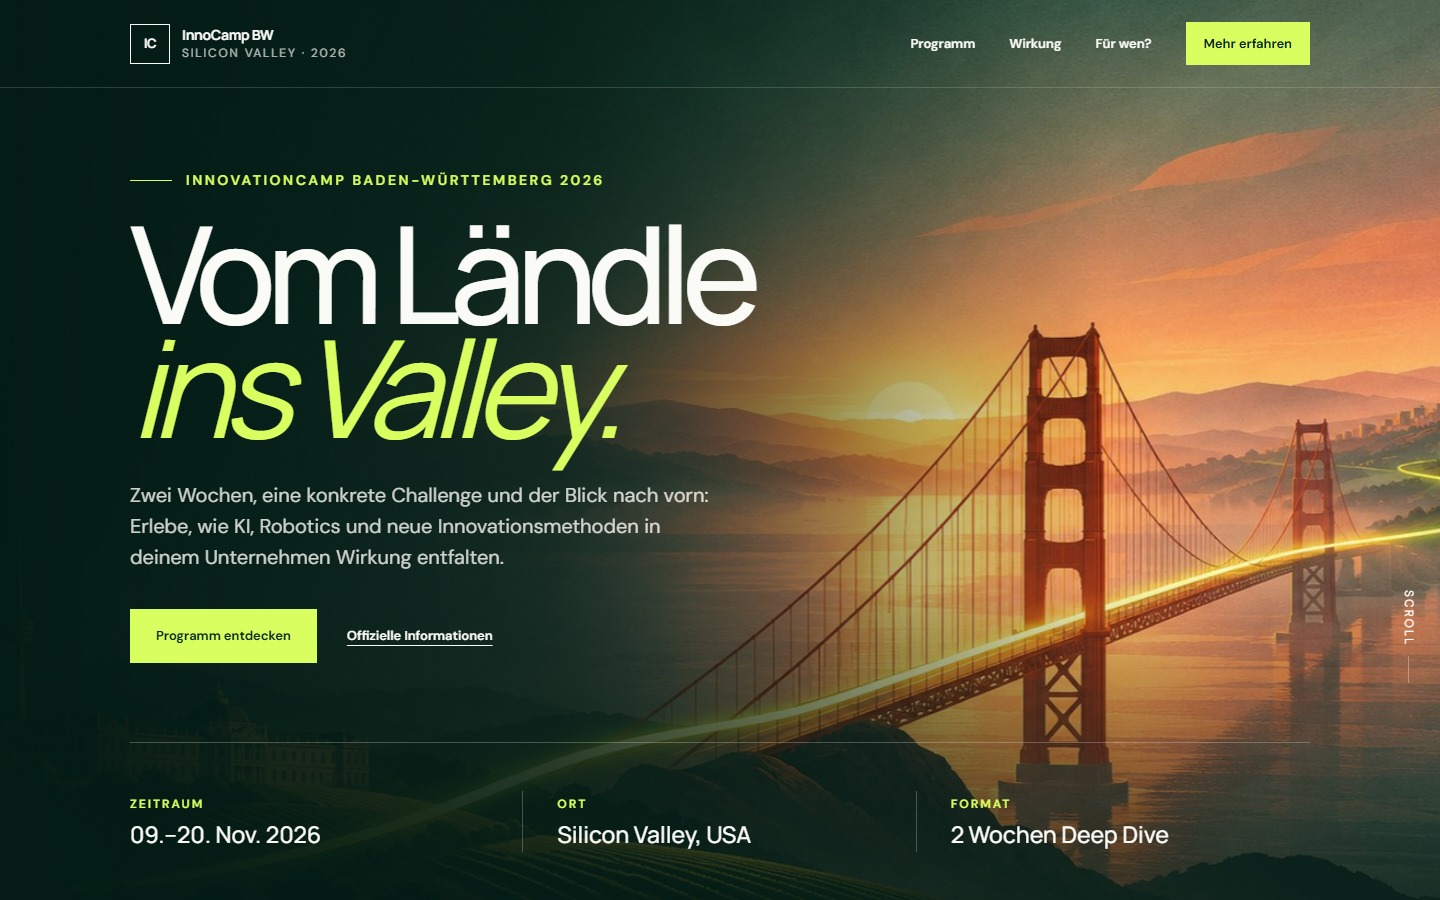 IC
InnoCamp BW
SILICON VALLEY · 2026
Programm
Wirkung
Für wen?
Mehr erfahren
INNOVATIONCAMP BADEN-WÜRTTEMBERG 2026
Vom Ländle
ins Valley.
Zwei Wochen, eine konkrete Challenge und der Blick nach vorn:
Erlebe, wie KI, Robotics und neue Innovationsmethoden in
deinem Unternehmen Wirkung entfalten.
Programm entdecken
Offizielle Informationen
SCROLL
ZEITRAUM
09.–20. Nov. 2026
ORT
Silicon Valley, USA
FORMAT
2 Wochen Deep Dive